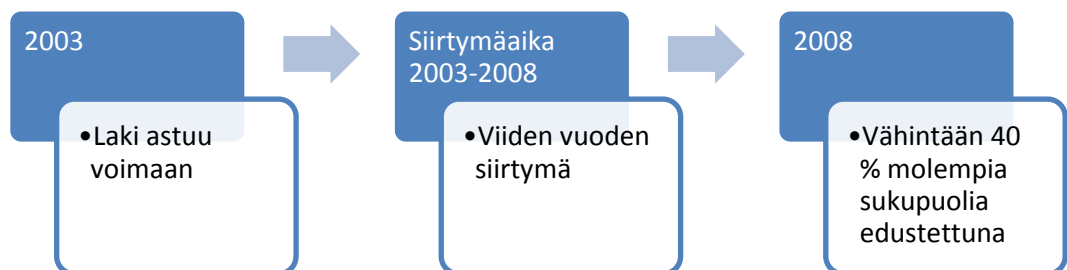 2003
•Laki astuu
voimaan
Siirtymäaika
2003-2008
•Viiden vuoden
siirtymä
2008
•Vähintään 40
% molempia
sukupuolia
edustettuna